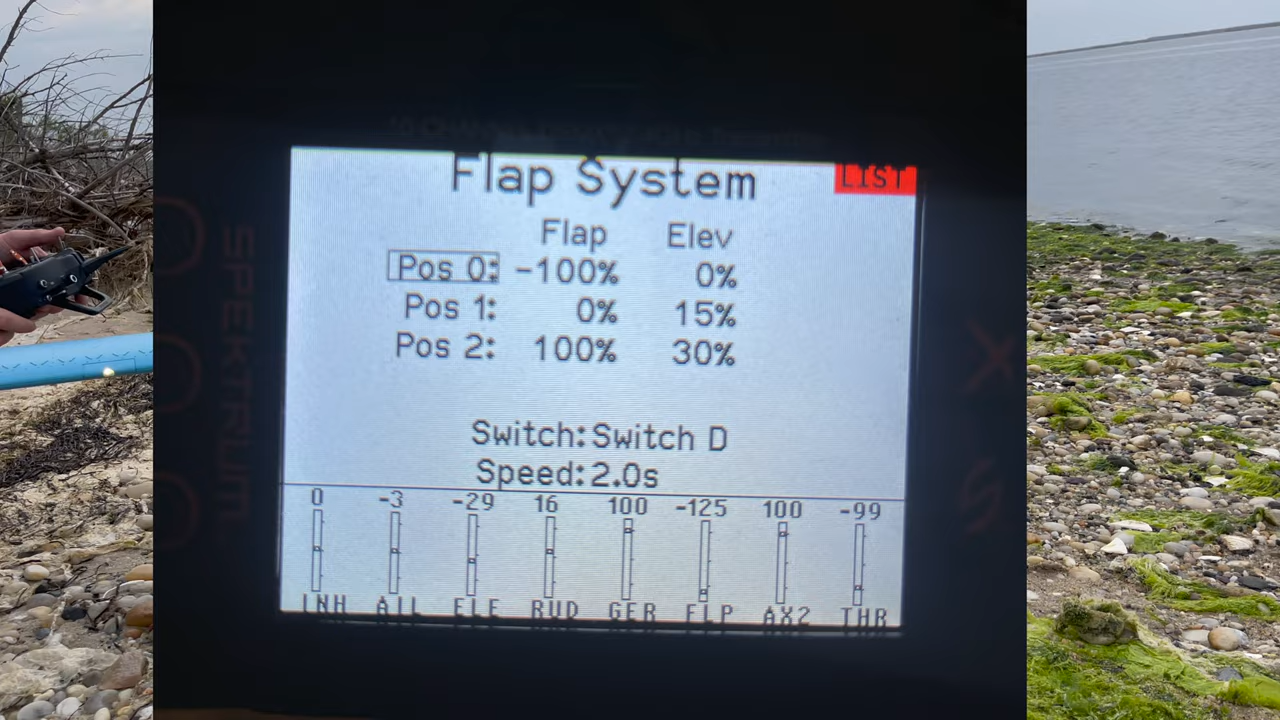 Flap System
LIST
Flap Elev
Pos 0: -100% 0%
Pos 1: 0% 15%
Pos 2: 100% 30%
Switch: Switch D
Speed: 2.0s
0 -3 -29 16 100 -125 100 -99
INH AIL ELE RUD GER FLP AX2 THR
SPEKTRUM